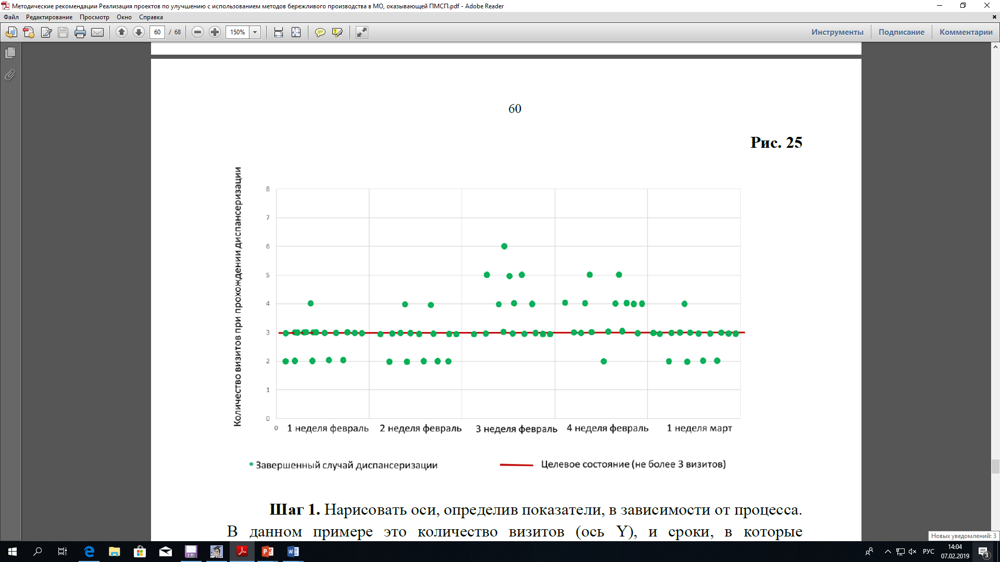 Методические рекомендации Реализация проектов по улучшению с использованием методов бережливого производства в МО, оказывающей ПМСП.pdf - Adobe Reader
Файл Редактирование Просмотр Окно Справка
60 / 68 150% Инструменты Подписание Комментарии
60
Рис. 25
Количество визитов при прохождении диспансеризации
8
7
6
5
4
3
2
1
0
0 1 неделя февраль 2 неделя февраль 3 неделя февраль 4 неделя февраль 1 неделя март
Завершенный случай диспансеризации Целевое состояние (не более 3 визитов)
Шаг 1. Нарисовать оси, определив показатели, в зависимости от процесса.
В данном примере это количество визитов (ось Y), и сроки, в которые
Новых уведомлений: 3
РУС 14:04
07.02.2019
3